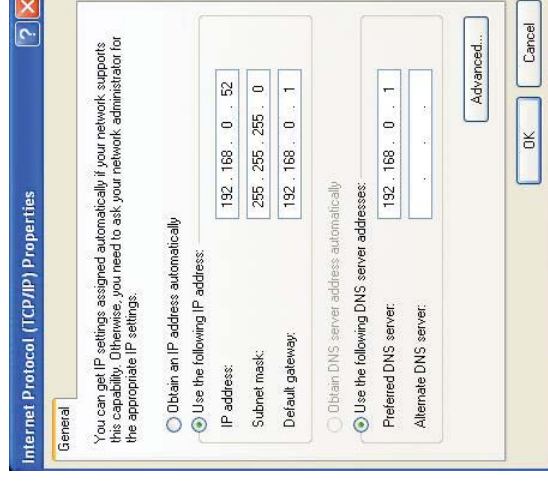 Internet Protocol (TCP/IP) Properties
?
General
You can get IP settings assigned automatically if your network supports
this capability. Otherwise, you need to ask your network administrator for
the appropriate IP settings.
Obtain an IP address automatically
Use the following IP address:
IP address: 192 . 168 . 0 . 52
Subnet mask: 255 . 255 . 255 . 0
Default gateway: 192 . 168 . 0 . 1
Obtain DNS server address automatically
Use the following DNS server addresses:
Preferred DNS server: 192 . 168 . 0 . 1
Alternate DNS server: . . .
Advanced...
OK Cancel